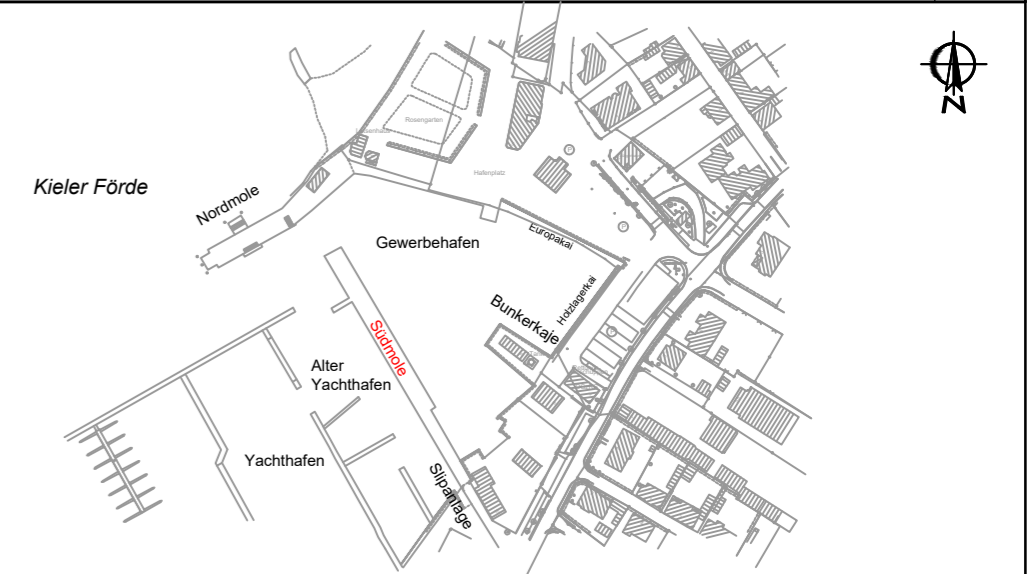 N
Kieler Förde
Nordmole
Rosengarten
Hafenplatz
P
P
Gewerbehafen
Europakai
Holzlagerkai
Bunkerkaje
P
Südmole
Alter
Yachthafen
Yachthafen
Slipanlage